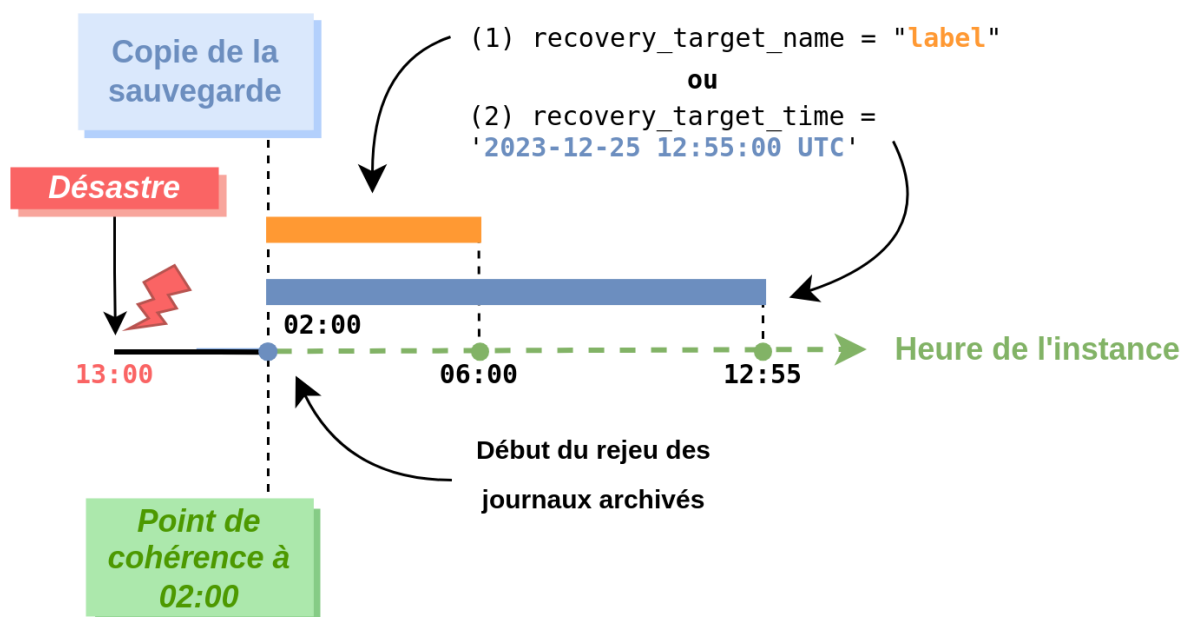 Copie de la
sauvegarde
(1) recovery_target_name = "label"
ou
(2) recovery_target_time =
'2023-12-25 12:55:00 UTC'
Désastre
02:00
13:00
06:00
12:55
Heure de l'instance
Début du rejeu des
journaux archivés
Point de
cohérence à
02:00